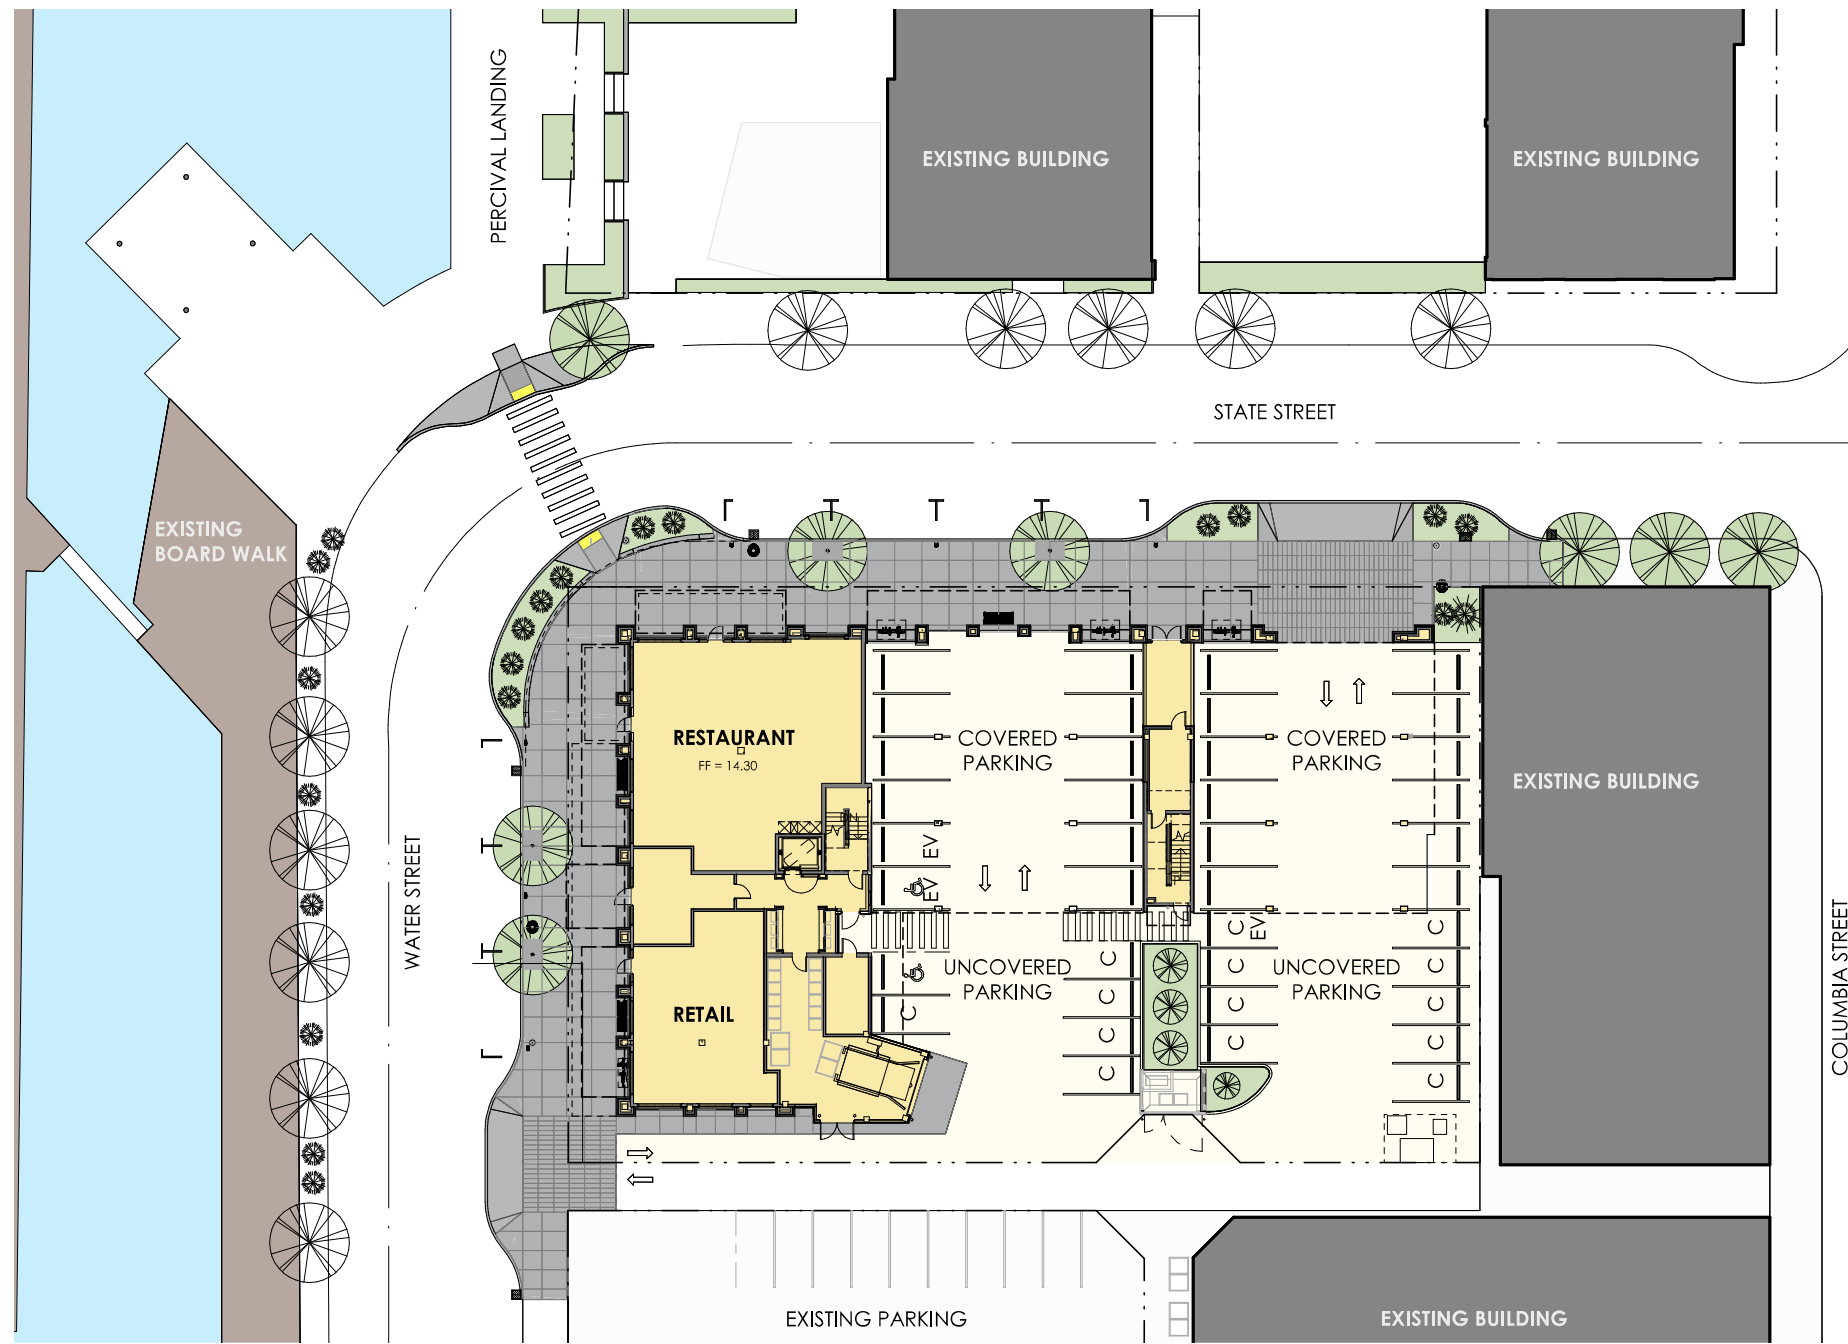 PERCIVAL LANDING
EXISTING BUILDING
EXISTING BUILDING
STATE STREET
EXISTING
BOARD WALK
WATER STREET
RESTAURANT
FF = 14.30
COVERED
PARKING
COVERED
PARKING
EXISTING BUILDING
EV
EV
EV
UNCOVERED
PARKING
UNCOVERED
PARKING
C
C
C
C
C
C
C
C
C
C
C
C
C
C
RETAIL
COLUMBIA STREET
EXISTING PARKING
EXISTING BUILDING